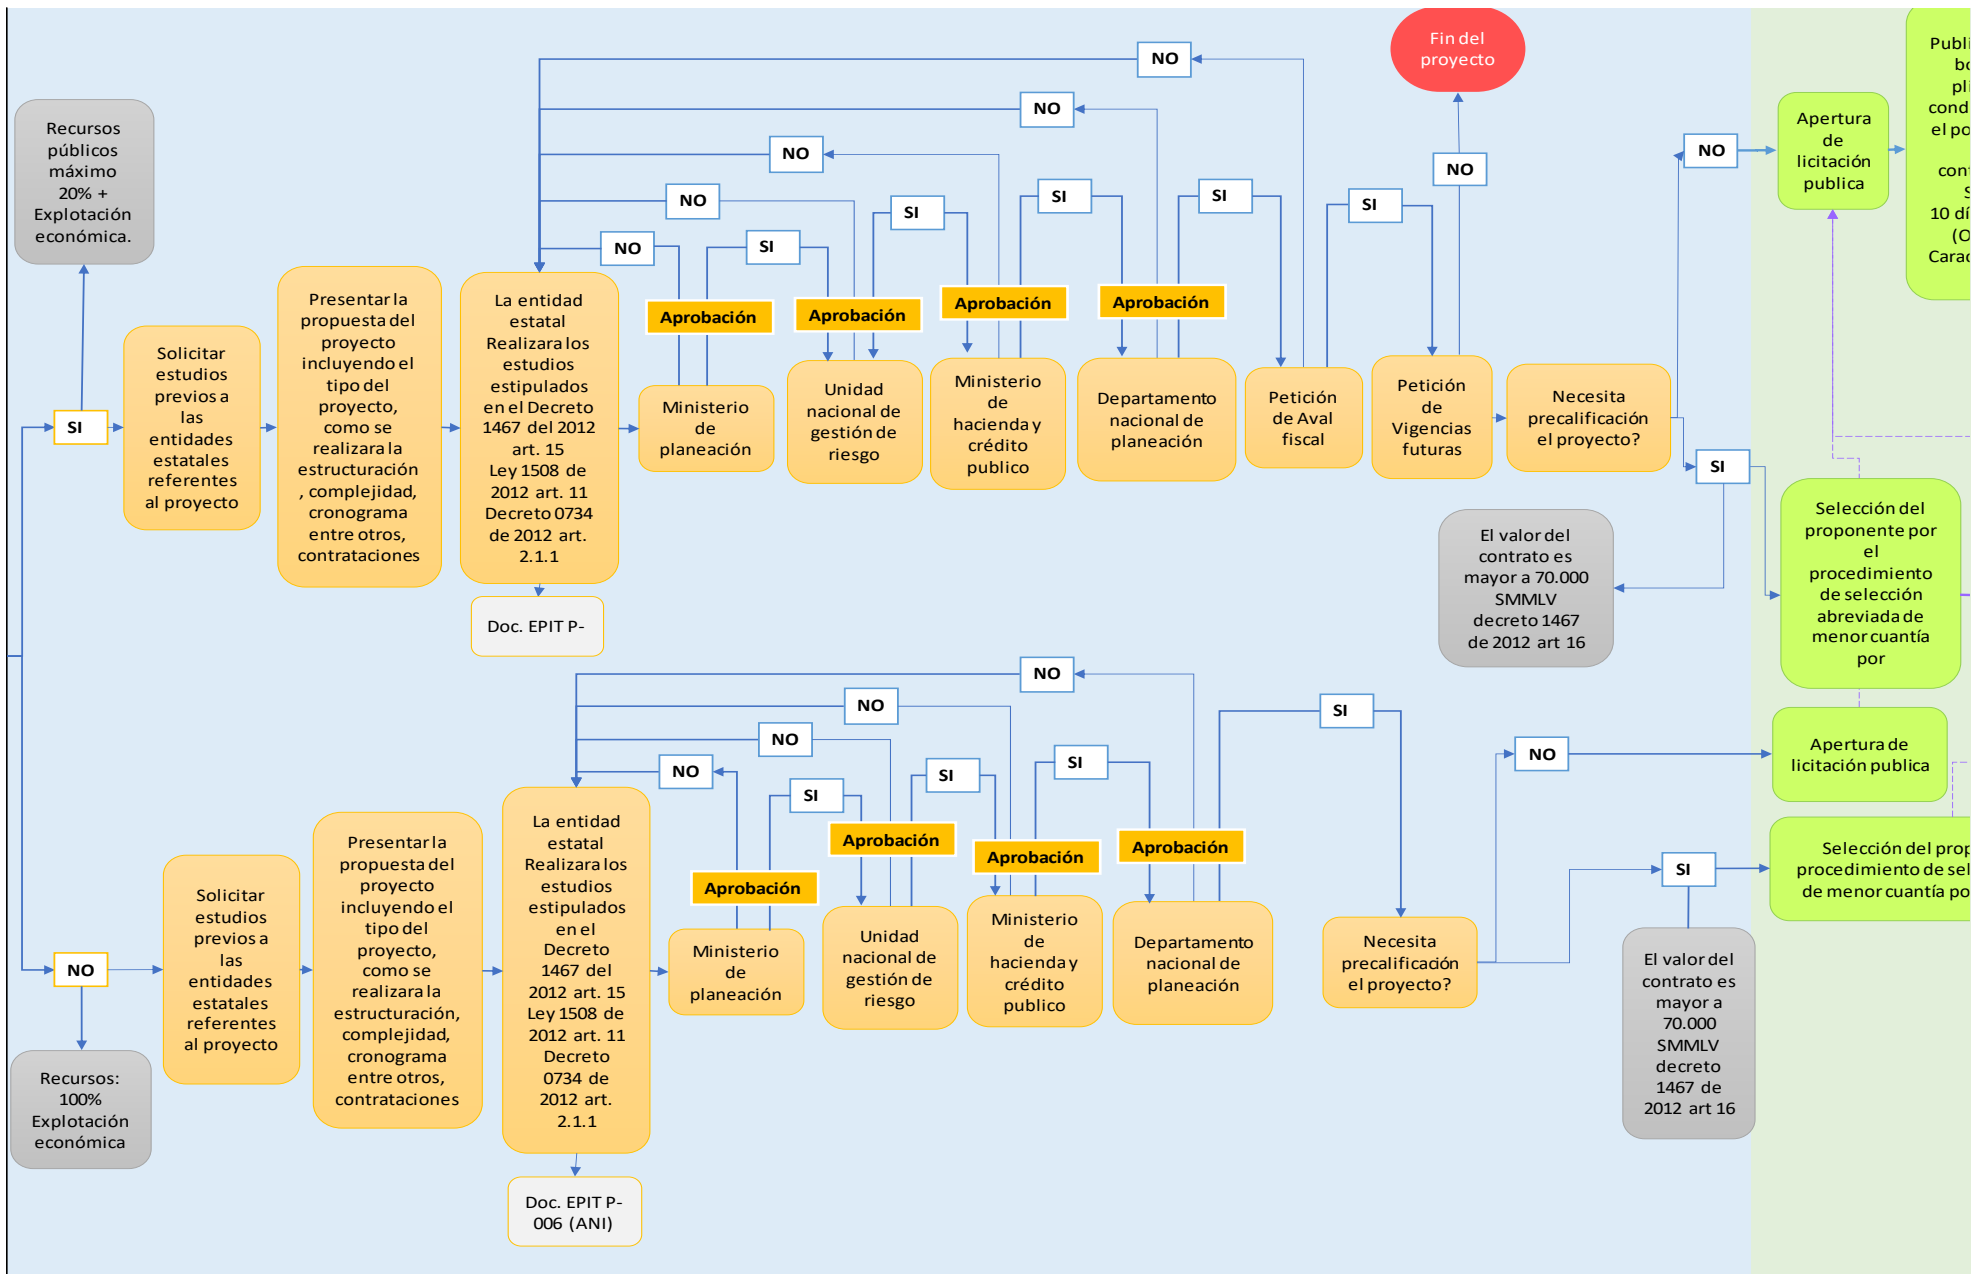 Fin del
proyecto
NO
NO
NO
NO
NO
SI
SI
SI
SI
SI
NO
NO
Recursos
públicos
máximo
20% +
Explotación
económica.
SI
Solicitar
estudios
previos a
las
entidades
estatales
referentes
al proyecto
Presentar la
propuesta del
proyecto
incluyendo el
tipo del
proyecto,
como se
realizara la
estructuración
, complejidad,
cronograma
entre otros,
contrataciones
La entidad
estatal
Realizara los
estudios
estipulados
en el Decreto
1467 del 2012
art. 15
Ley 1508 de
2012 art. 11
Decreto 0734
de 2012 art.
2.1.1
Doc. EPIT P-
Aprobación
Aprobación
Aprobación
Aprobación
Ministerio
de
planeación
Unidad
nacional de
gestión de
riesgo
Ministerio
de
hacienda y
crédito
publico
Departamento
nacional de
planeación
Petición
de Aval
fiscal
Petición
de
Vigencias
futuras
Necesita
precalificación
el proyecto?
SI
El valor del
contrato es
mayor a 70.000
SMMLV
decreto 1467
de 2012 art 16
Apertura
de
licitación
publica
10
Selección del
proponente por
el
procedimiento
de selección
abreviada de
menor cuantía
por
NO
Recursos:
100%
Explotación
económica
Solicitar
estudios
previos a
las
entidades
estatales
referentes
al proyecto
Presentar la
propuesta del
proyecto
incluyendo el
tipo del
proyecto,
como se
realizara la
estructuración,
complejidad,
cronograma
entre otros,
contrataciones
La entidad
estatal
Realizara los
estudios
estipulados
en el
Decreto
1467 del
2012 art. 15
Ley 1508 de
2012 art. 11
Decreto
0734 de
2012 art.
2.1.1
Doc. EPIT P-
006 (ANI)
NO
NO
NO
NO
SI
SI
SI
SI
Aprobación
Aprobación
Aprobación
Aprobación
Ministerio
de
planeación
Unidad
nacional de
gestión de
riesgo
Ministerio
de
hacienda y
crédito
publico
Departamento
nacional de
planeación
Necesita
precalificación
el proyecto?
NO
SI
El valor del
contrato es
mayor a
70.000
SMMLV
decreto
1467 de
2012 art 16
Apertura de
licitación publica
Selección del
procedimiento de
de menor cuantía